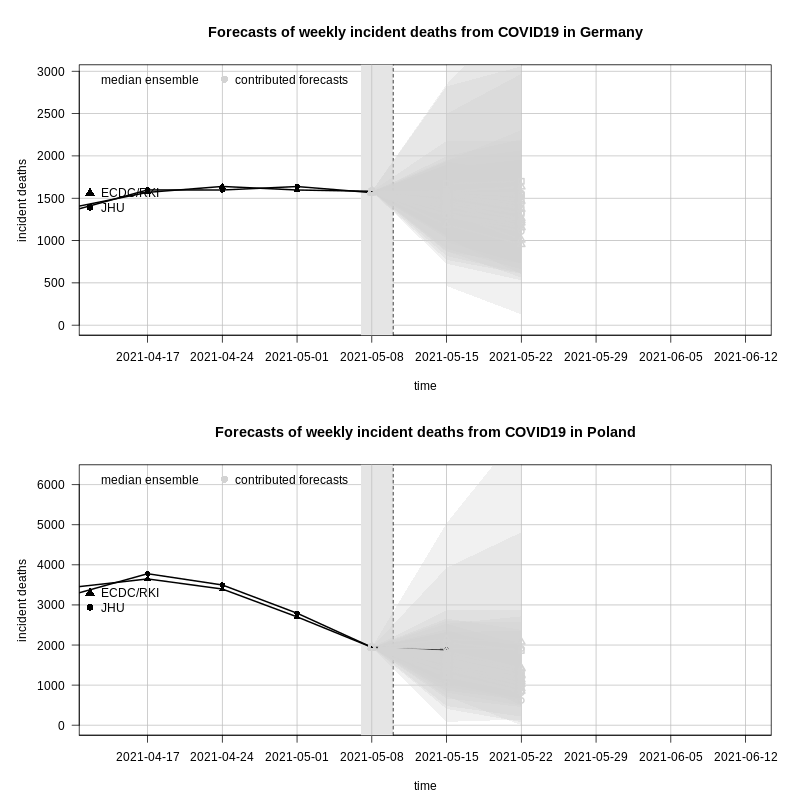 Forecasts of weekly incident deaths from COVID19 in Germany
median ensemble contributed forecasts
3000
2500
2000
1500
1000
500
0
incident deaths
ECDC/RKI
JHU
2021-04-17 2021-04-24 2021-05-01 2021-05-08 2021-05-15 2021-05-22 2021-05-29 2021-06-05 2021-06-12
time
Forecasts of weekly incident deaths from COVID19 in Poland
median ensemble contributed forecasts
6000
5000
4000
3000
2000
1000
0
incident deaths
ECDC/RKI
JHU
2021-04-17 2021-04-24 2021-05-01 2021-05-08 2021-05-15 2021-05-22 2021-05-29 2021-06-05 2021-06-12
time